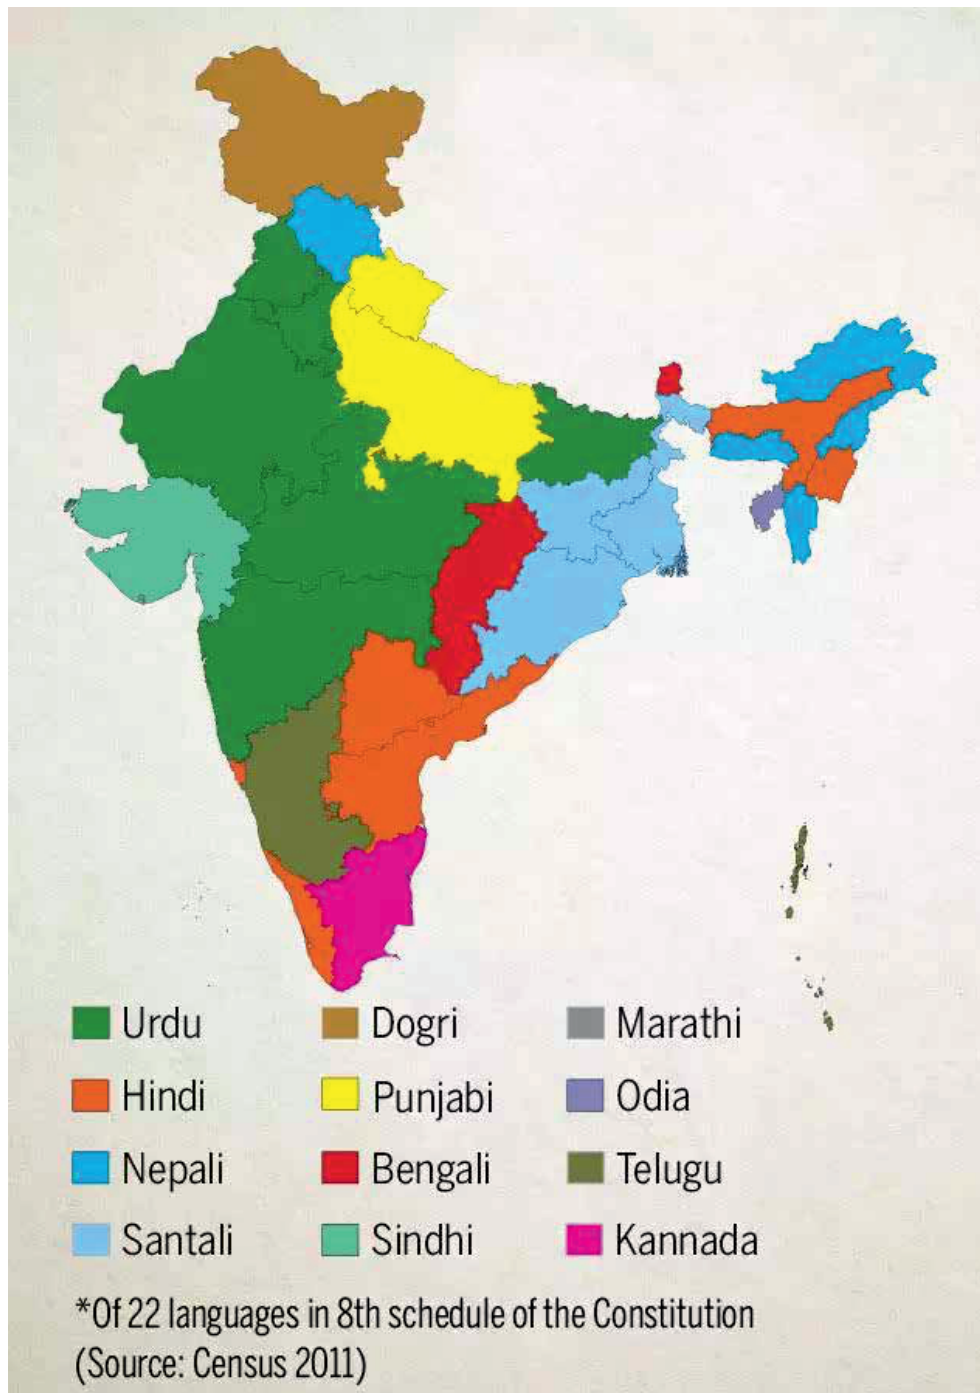 Urdu Dogri Marathi
Hindi Punjabi Odia
Nepali Bengali Telugu
Santali Sindhi Kannada
*Of 22 languages in 8th schedule of the Constitution
(Source: Census 2011)